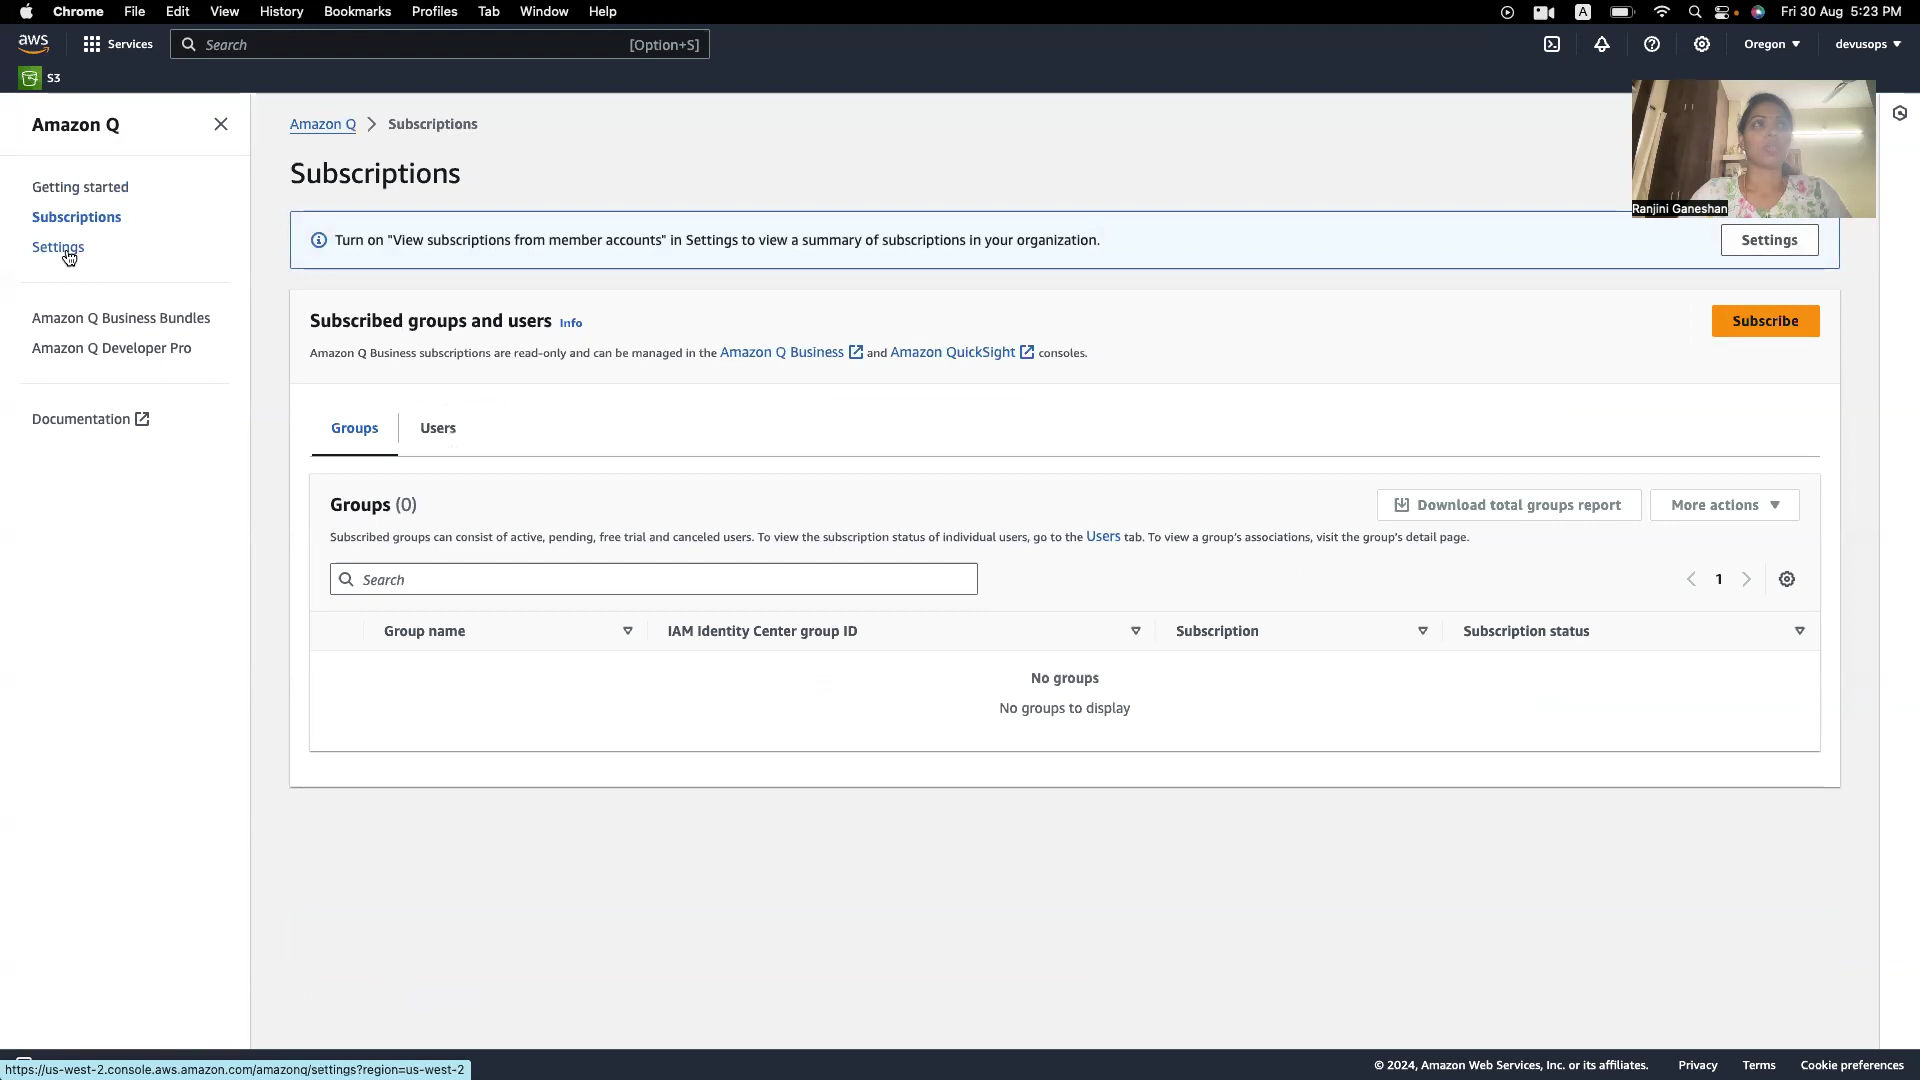 Chrome File Edit View History Bookmarks Profiles Tab Window Help A Fri 30 Aug 5:23 PM
aws Services Search [Option+S] Oregon devusops
S3
Amazon Q
Getting started
Subscriptions
Settings
Amazon Q Business Bundles
Amazon Q Developer Pro
Documentation
Amazon Q > Subscriptions
Subscriptions
Ranjini Ganeshan
Turn on "View subscriptions from member accounts" in Settings to view a summary of subscriptions in your organization. Settings
Subscribed groups and users Info Subscribe
Amazon Q Business subscriptions are read-only and can be managed in the Amazon Q Business and Amazon QuickSight consoles.
Groups Users
Groups (0) Download total groups report More actions
Subscribed groups can consist of active, pending, free trial and canceled users. To view the subscription status of individual users, go to the Users tab. To view a group's associations, visit the group's detail page.
Search 1
Group name IAM Identity Center group ID Subscription Subscription status
No groups
No groups to display
https://us-west-2.console.aws.amazon.com/amazonq/settings?region=us-west-2 © 2024, Amazon Web Services, Inc. or its affiliates. Privacy Terms Cookie preferences